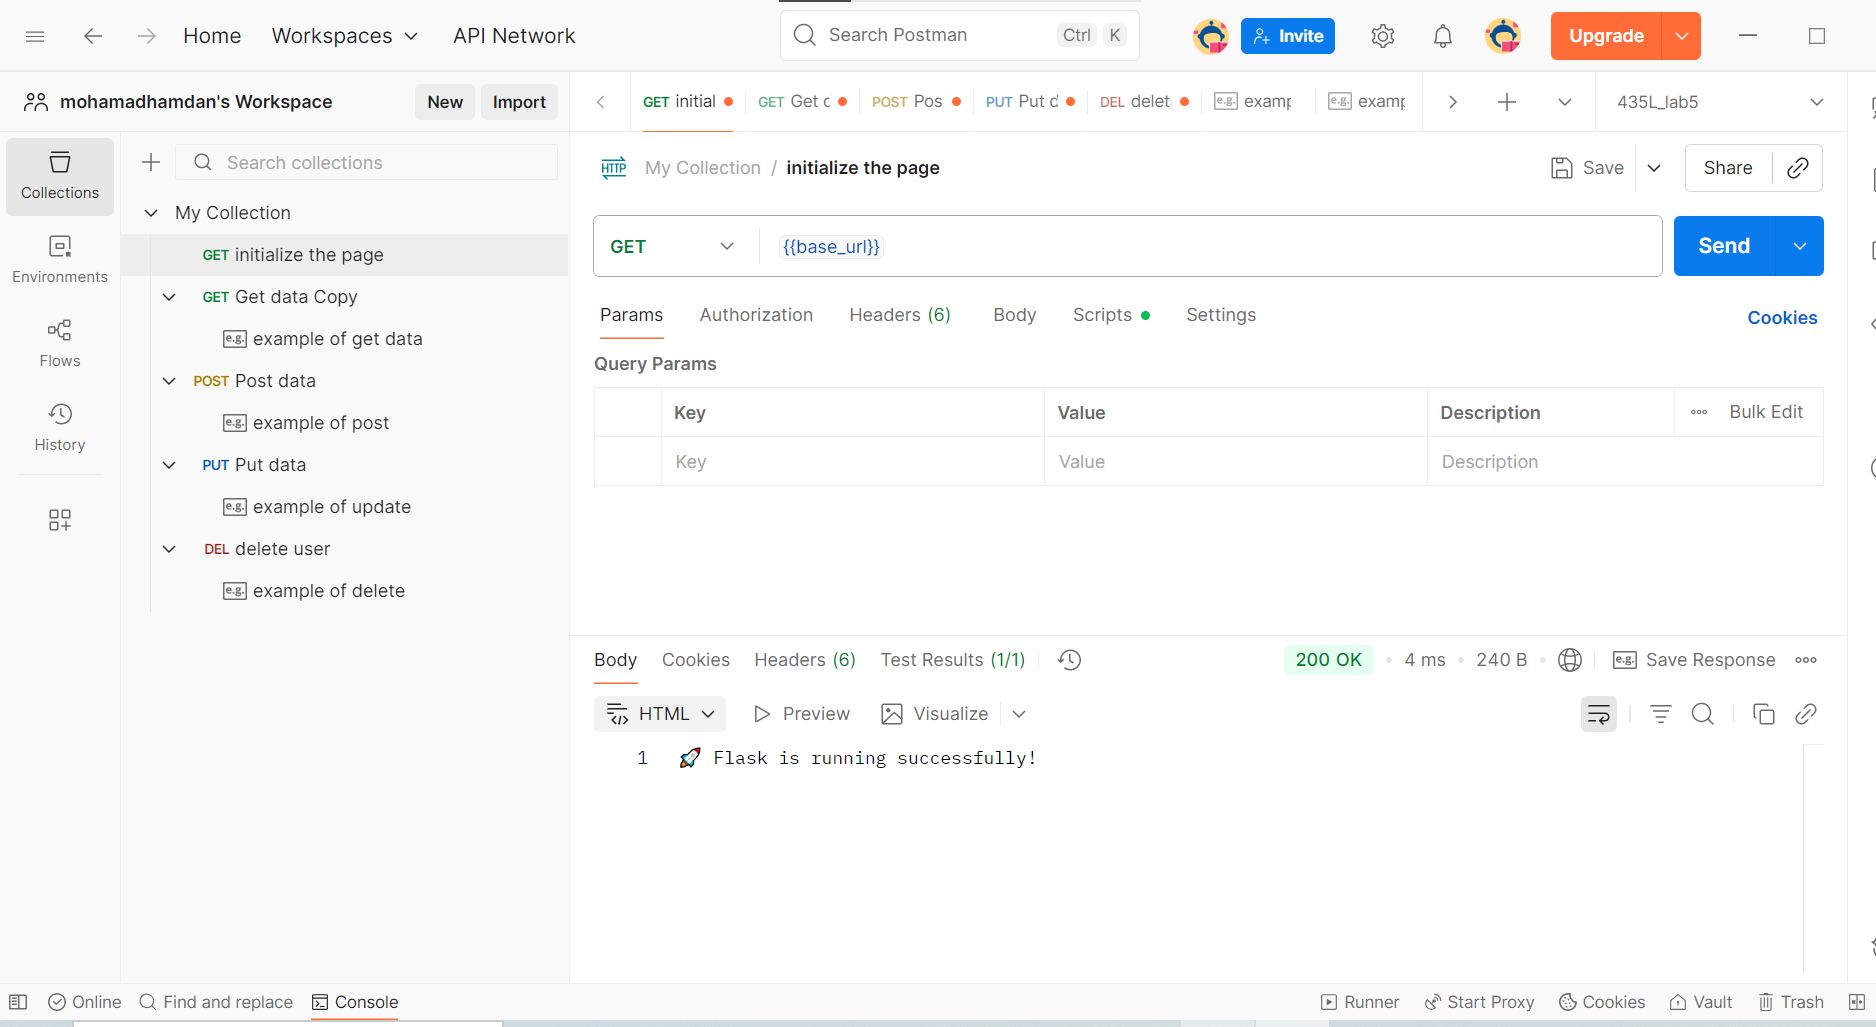 Home Workspaces API Network Search Postman Ctrl K Invite Upgrade
mohamadhamdan's Workspace New Import
GET initial GET Get c POST Pos PUT Put d DEL delet e.g. examp e.g. examp 435L_lab5
Collections
Environments
Flows
History
Search collections
My Collection
GET initialize the page
GET Get data Copy
e.g. example of get data
POST Post data
e.g. example of post
PUT Put data
e.g. example of update
DEL delete user
e.g. example of delete
HTTP My Collection / initialize the page Save Share
GET {{base_url}} Send
Params Authorization Headers (6) Body Scripts Settings Cookies
Query Params
Key Value Description Bulk Edit
Key Value Description
Body Cookies Headers (6) Test Results (1/1) 200 OK 4 ms 240 B e.g. Save Response
HTML Preview Visualize
1 🚀 Flask is running successfully!
Online Find and replace Console Runner Start Proxy Cookies Vault Trash